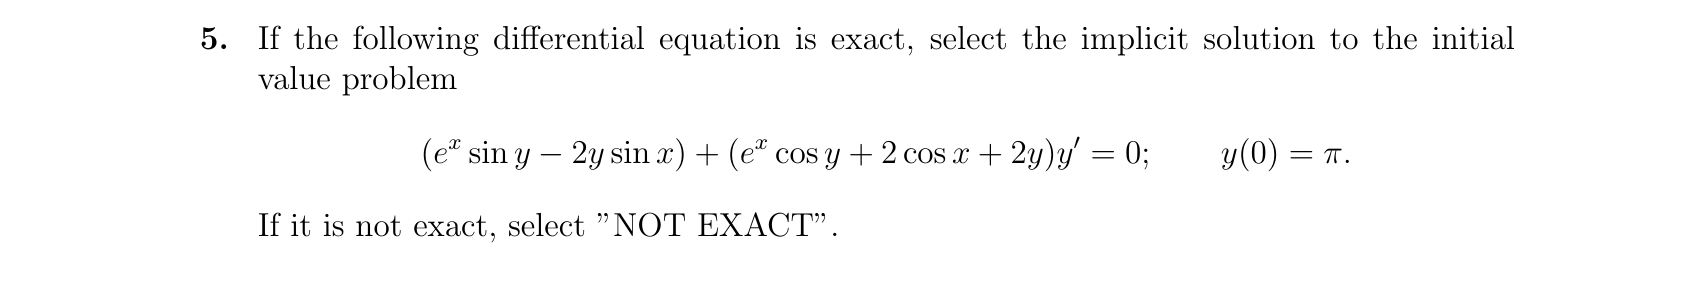 5. If the following differential equation is exact, select the implicit solution to the initial
value problem
(e^x sin y − 2y sin x) + (e^x cos y + 2 cos x + 2y)y′ = 0; y(0) = π.
If it is not exact, select ”NOT EXACT”.